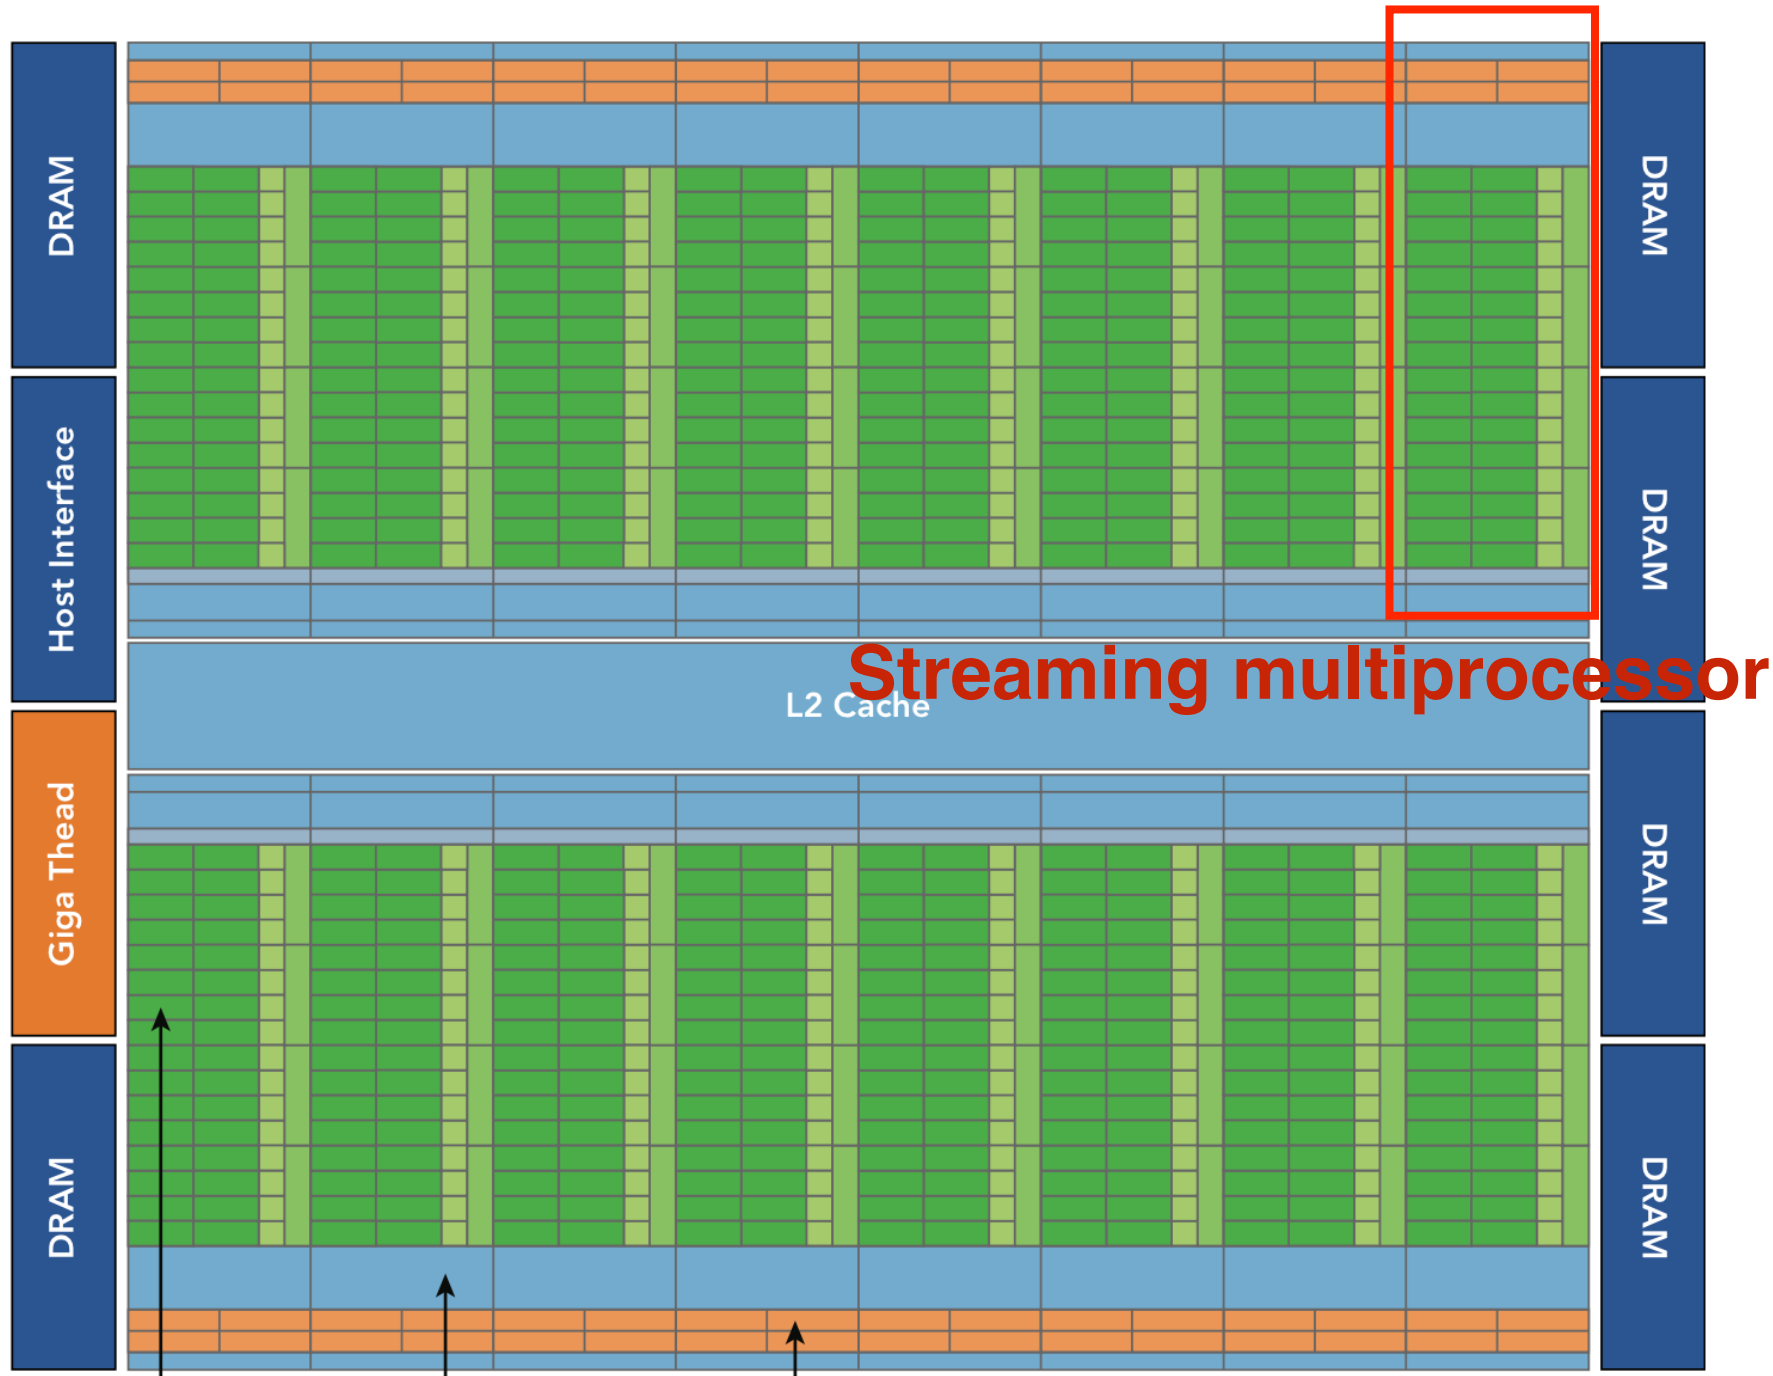 DRAM
Host Interface
Giga Thead
DRAM
Streaming multiprocessor
L2 Cache
DRAM
DRAM
DRAM
DRAM